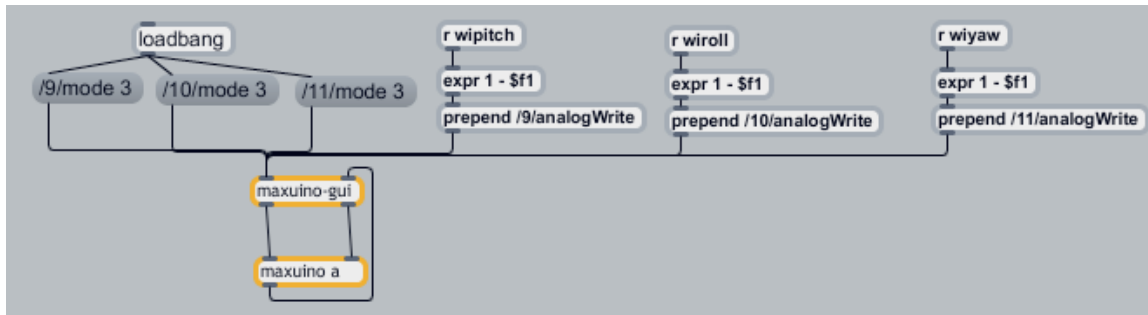 loadbang
/9/mode 3
/10/mode 3
/11/mode 3
r wipitch
expr 1 - $f1
prepend /9/analogWrite
r wiroll
expr 1 - $f1
prepend /10/analogWrite
r wiyaw
expr 1 - $f1
prepend /11/analogWrite
maxuino-gui
maxuino a